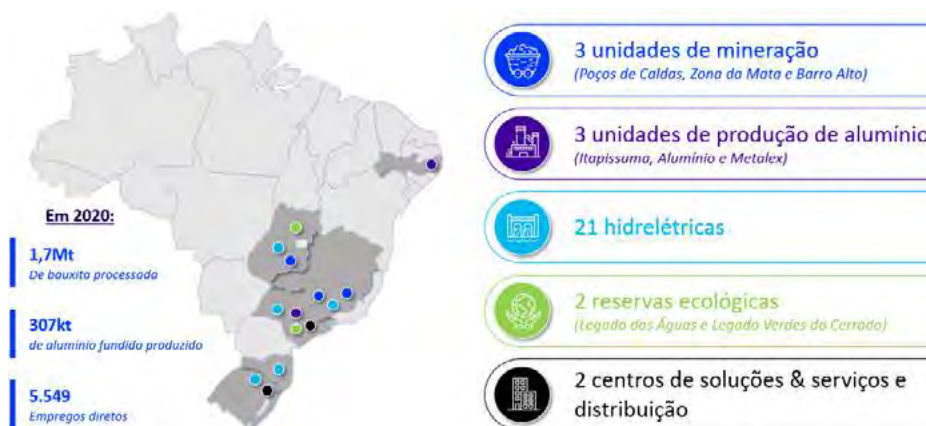 Em 2020:
1,7Mt
De bauxita processada
307kt
de alumínio fundido produzido
5.549
Empregos diretos
3 unidades de mineração
(Poços de Caldas, Zona da Mata e Barro Alto)
3 unidades de produção de alumínio
(Itapissuma, Alumínio e Metalex)
21 hidrelétricas
2 reservas ecológicas
(Legado das Águas e Legado Verdes do Cerrado)
2 centros de soluções & serviços e
distribuição